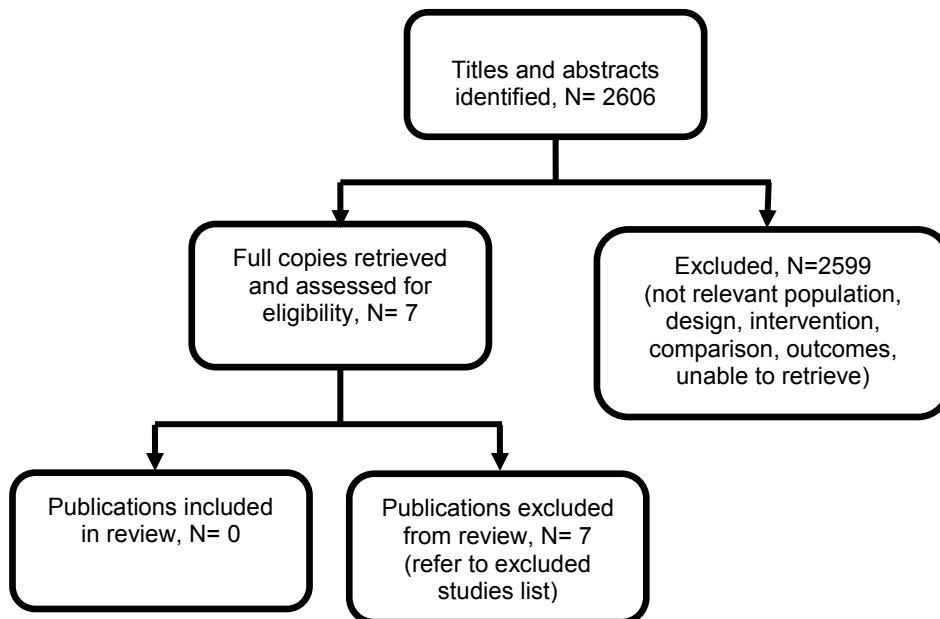 Titles and abstracts
identified, N= 2606
Full copies retrieved
and assessed for
eligibility, N= 7
Excluded, N=2599
(not relevant population,
design, intervention,
comparison, outcomes,
unable to retrieve)
Publications included
in review, N= 0
Publications excluded
from review, N= 7
(refer to excluded
studies list)